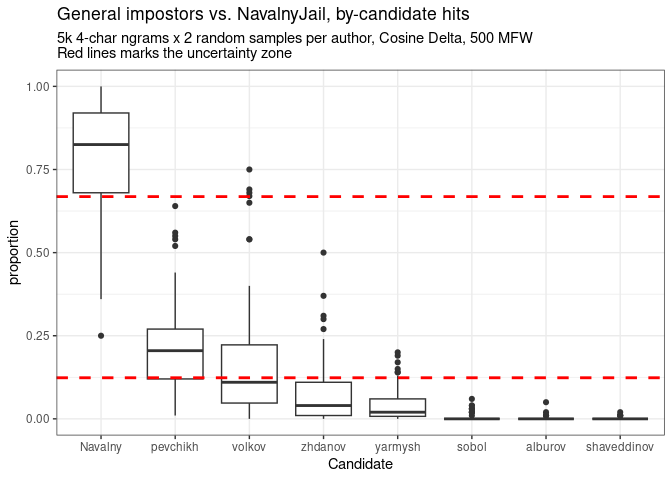 General impostors vs. NavalnyJail, by-candidate hits
5k 4-char ngrams x 2 random samples per author, Cosine Delta, 500 MFW
Red lines marks the uncertainty zone
1.00
0.75
0.50
0.25
0.00
proportion
Navalny pevchikh volkov zhdanov yarmysh sobol alburov shaveddinov
Candidate